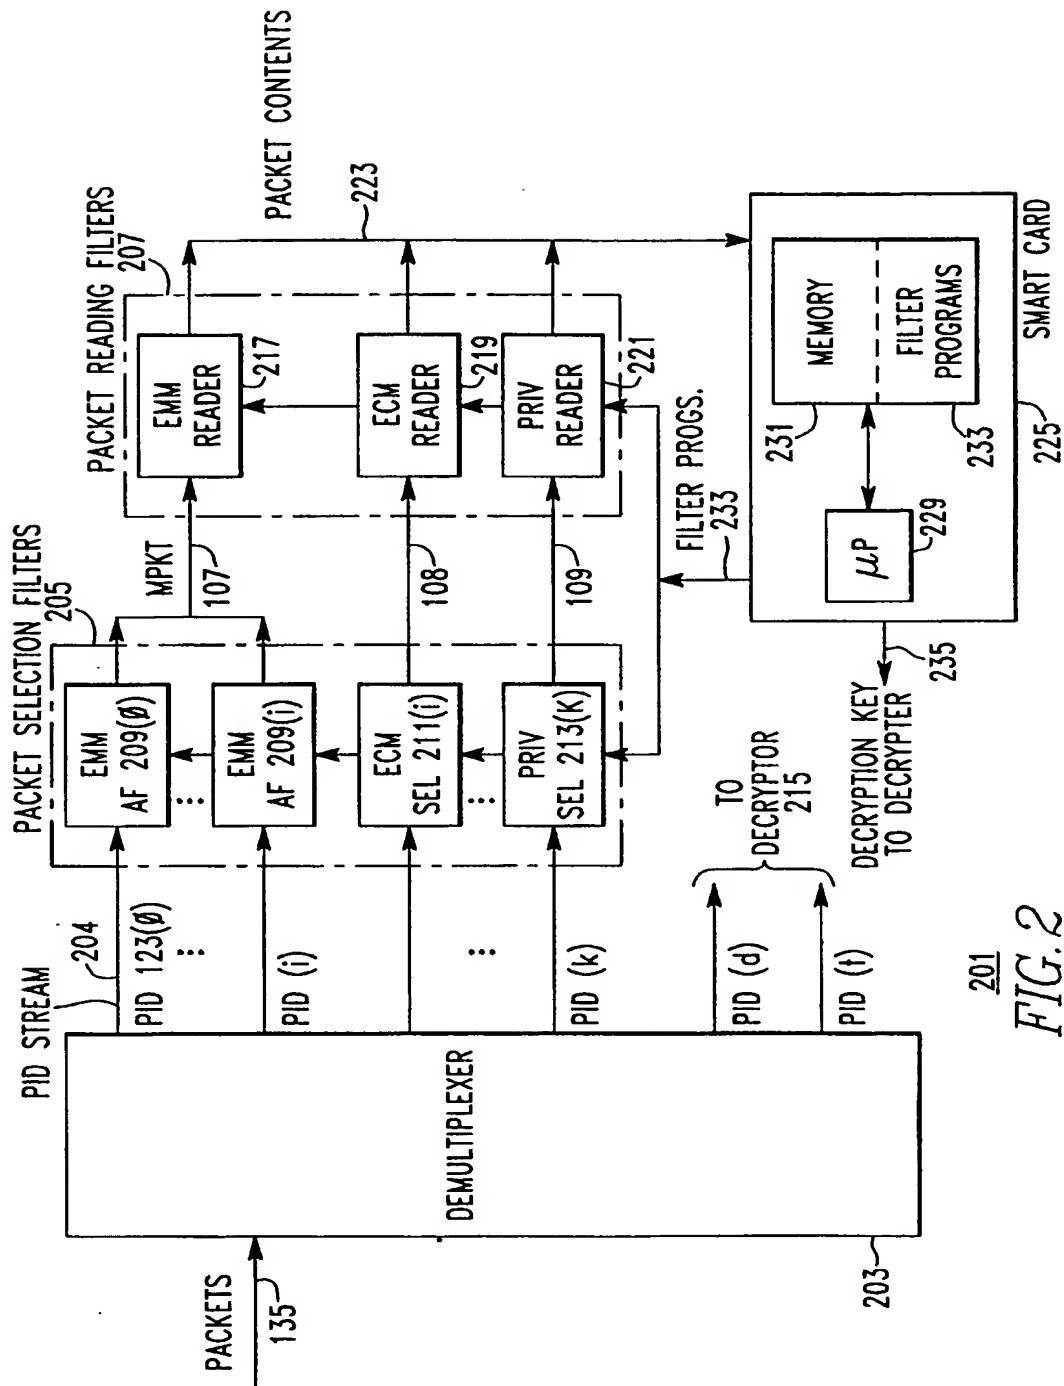 PACKETS
135
DEMULTIPLEXER
203
PID STREAM
204
PID 123(Ø)
PID (i)
PID (k)
PID (d)
PID (t)
TO
DECRYPTOR
215
PACKET SELECTION FILTERS
205
EMM
AF 209(Ø)
EMM
AF 209(i)
ECM
SEL 211(i)
PRIV
SEL 213(K)
MPKT
107
108
109
PACKET READING FILTERS
207
EMM
READER
217
ECM
READER
219
PRIV
READER
221
PACKET CONTENTS
223
FILTER PROGS.
233
DECRYPTION KEY
TO DECRYPTER
235
μP
229
MEMORY
231
FILTER
PROGRAMS
233
225
SMART CARD
201
FIG. 2